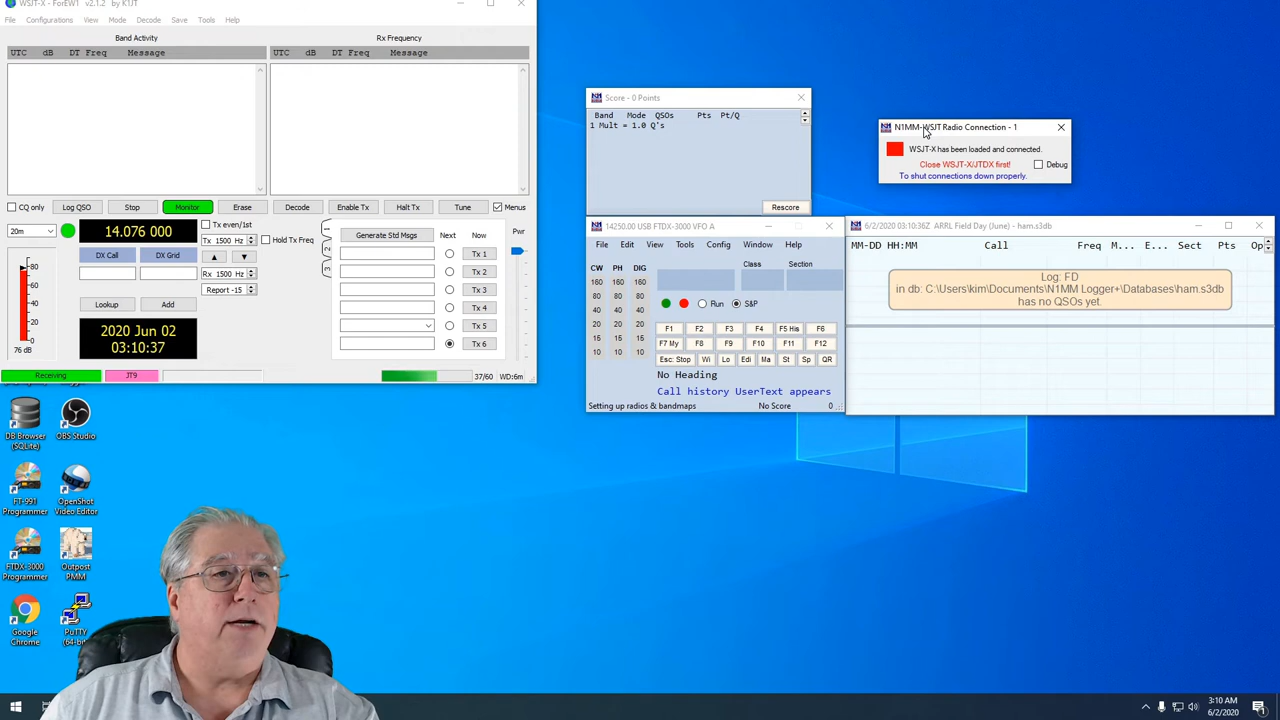 WSJT-X - ForEW1 v2.1.2 by K1JT
File Configurations View Mode Decode Save Tools Help
Band Activity
Rx Frequency
UTC dB DT Freq Message
UTC dB DT Freq Message
CQ only
Log QSO
Stop
Monitor
Erase
Decode
Enable Tx
Halt Tx
Tune
Menus
20m
14.076 000
Tx even/1st
Tx 1500 Hz
Hold Tx Freq
Rx 1500 Hz
Report -15
DX Call
DX Grid
Lookup
Add
2020 Jun 02
03:10:37
80
60
40
20
0
76 dB
1
2
3
Generate Std Msgs
Next
Now
Pwr
Tx 1
Tx 2
Tx 3
Tx 4
Tx 5
Tx 6
Receiving
JT9
37/60
WD:6m
Score - 0 Points
Band Mode QSOs Pts Pt/Q
1 Mult = 1.0 Q's
Rescore
N1MM-WSJT Radio Connection - 1
WSJT-X has been loaded and connected.
Close WSJT-X/JTDX first!
Debug
To shut connections down properly.
14250.00 USB FTDX-3000 VFO A
File Edit View Tools Config Window Help
CW PH DIG
160 160 160
80 80 80
40 40 40
20 20 20
15 15 15
10 10 10
Class
Section
Run
S&P
F1 F2 F3 F4 F5 His F6
F7 My F8 F9 F10 F11 F12
Esc: Stop Wi Lo Edi Ma St Sp QR
No Heading
Call history UserText appears
Setting up radios & bandmaps
No Score
0
6/2/2020 03:10:36Z ARRL Field Day (June) - ham.s3db
MM-DD HH:MM Call Freq M... E... Sect Pts Op
Log: FD
in db: C:\Users\kim\Documents\N1MM Logger+\Databases\ham.s3db
has no QSOs yet.
DB Browser
(SQLite)
OBS Studio
FT-991
Programmer
OpenShot
Video Editor
FTDX-3000
Programmer
Outpost
PMM
Google
Chrome
PuTTY
(64-bit)
3:10 AM
6/2/2020
1